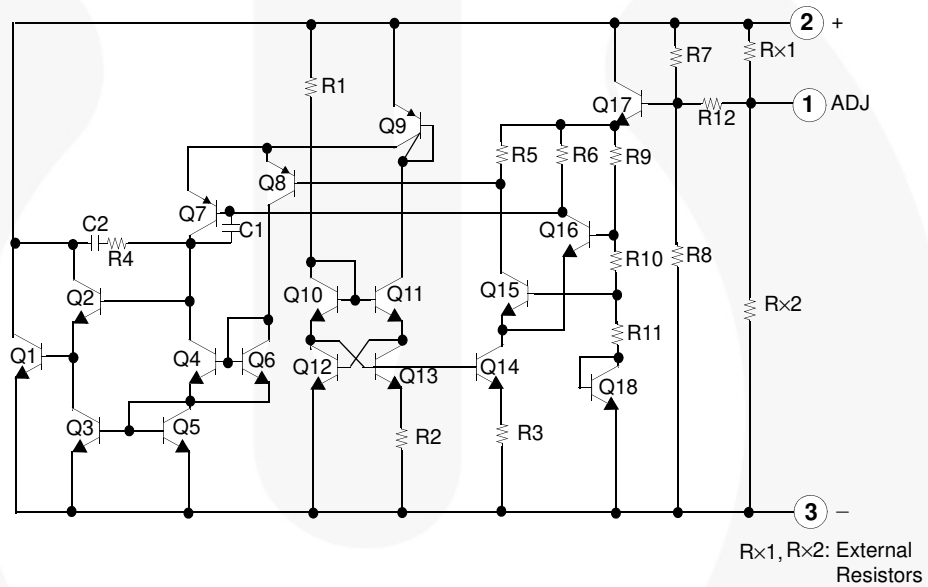 2 +
Q9
R7
R×1
R1
Q17
1 ADJ
R12
Q8
R5
R6
R9
Q7
C1
C2
R4
Q16
R10
R8
Q2
Q10
Q11
Q15
R×2
R11
Q1
Q4
Q6
Q12
Q13
Q14
Q18
Q3
Q5
R2
R3
3 −
R×1, R×2: External
Resistors